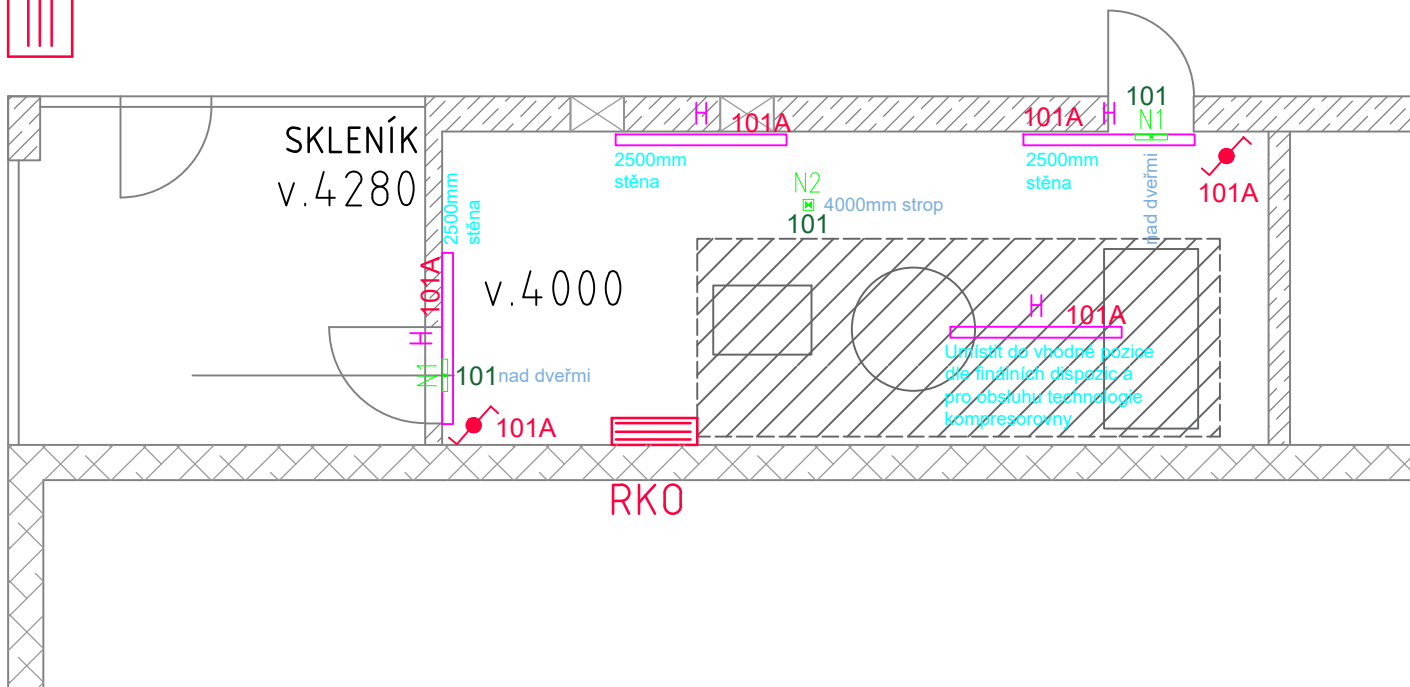 101
H
H
N1
101A
101A
SKLENÍK
v.4280
2500mm
stěna
2500mm
stěna
nad dveřmi
101A
N2
4000mm strop
101
2500mm
stěna
101A
v.4000
H
101A
H
Umístit do vhodné pozice
dle finálních dispozic a
pro obsluhu technologie
kompresorovny
N1
101
nad dveřmi
101A
RKO